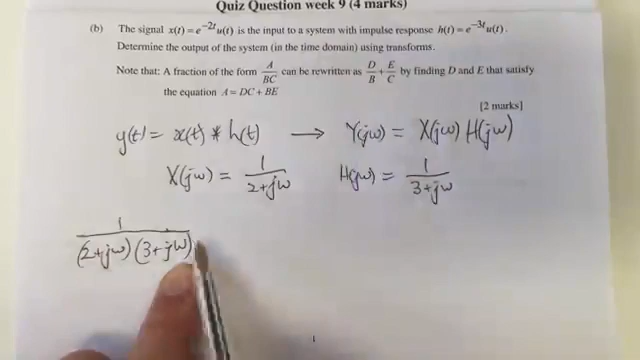 Quiz Question week 9 (4 marks)
(b) The signal x(t) = e^{-2t}u(t) is the input to a system with impulse response h(t) = e^{-3t}u(t).
Determine the output of the system (in the time domain) using transforms.
Note that: A fraction of the form A/BC can be rewritten as D/B + E/C by finding D and E that satisfy
the equation A = DC + BE
[2 marks]
y(t) = x(t) * h(t) → Y(jω) = X(jω) H(jω)
X(jω) = 1/(2+jω) H(jω) = 1/(3+jω)
1/((2+jω)(3+jω))
1